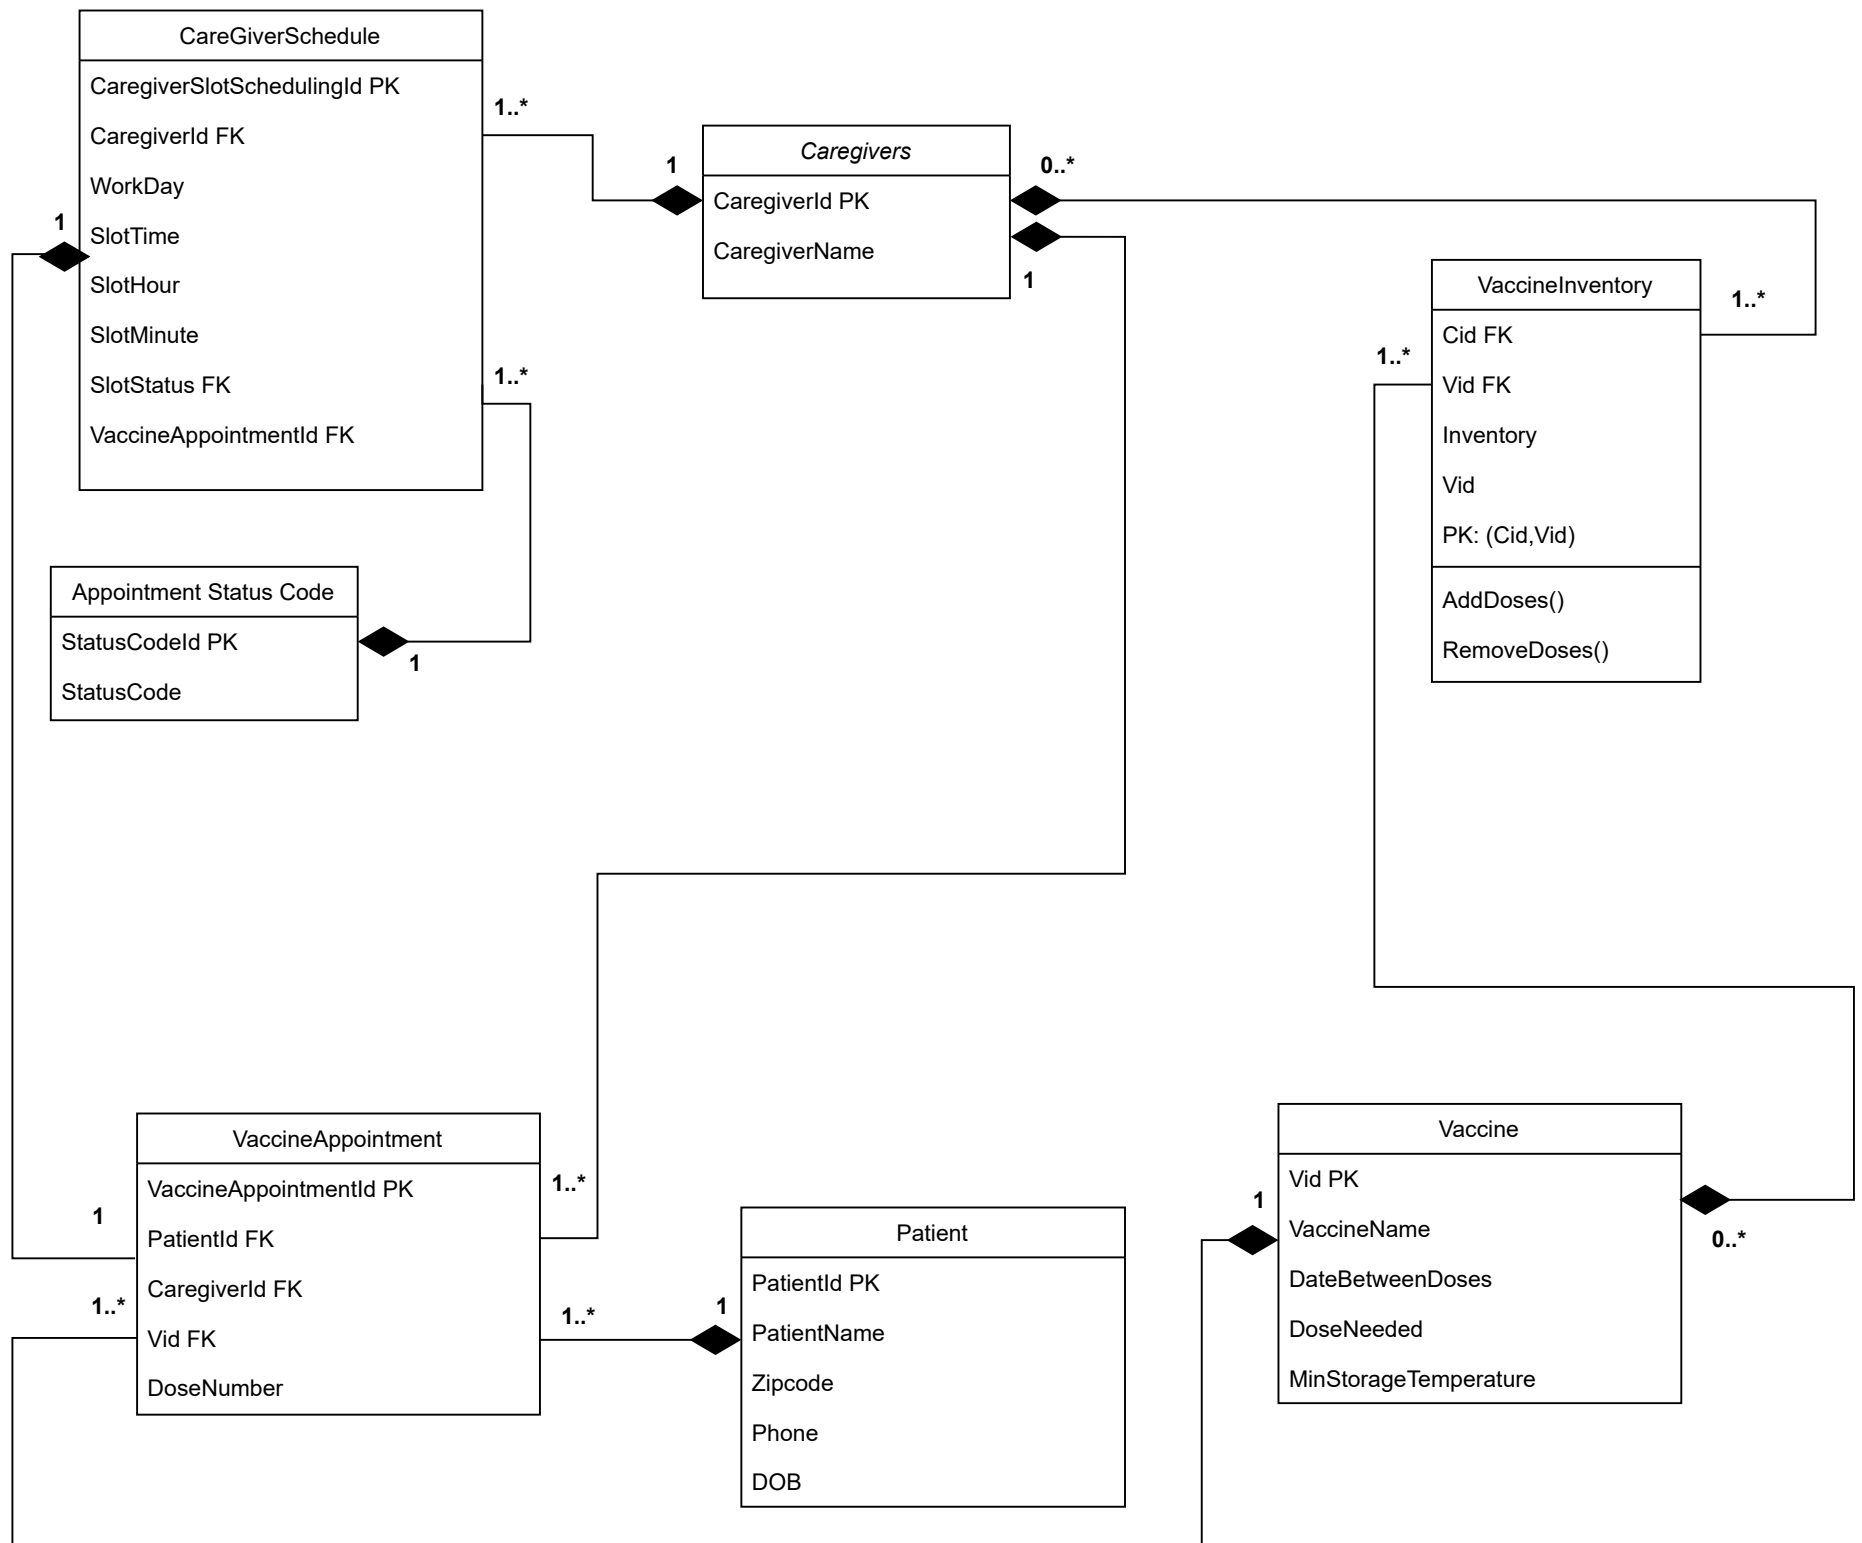 CareGiverSchedule
CaregiverSlotSchedulingId PK
CaregiverId FK
WorkDay
SlotTime
SlotHour
SlotMinute
SlotStatus FK
VaccineAppointmentId FK
1
1..*
1..*
1
Caregivers
CaregiverId PK
CaregiverName
0..*
1
VaccineInventory
Cid FK
Vid FK
Inventory
Vid
PK: (Cid,Vid)
AddDoses()
RemoveDoses()
1..*
1..*
Appointment Status Code
StatusCodeId PK
StatusCode
1
VaccineAppointment
VaccineAppointmentId PK
PatientId FK
CaregiverId FK
Vid FK
DoseNumber
1
1..*
1..*
1..*
1
Patient
PatientId PK
PatientName
Zipcode
Phone
DOB
Vaccine
Vid PK
VaccineName
DateBetweenDoses
DoseNeeded
MinStorageTemperature
1
0..*